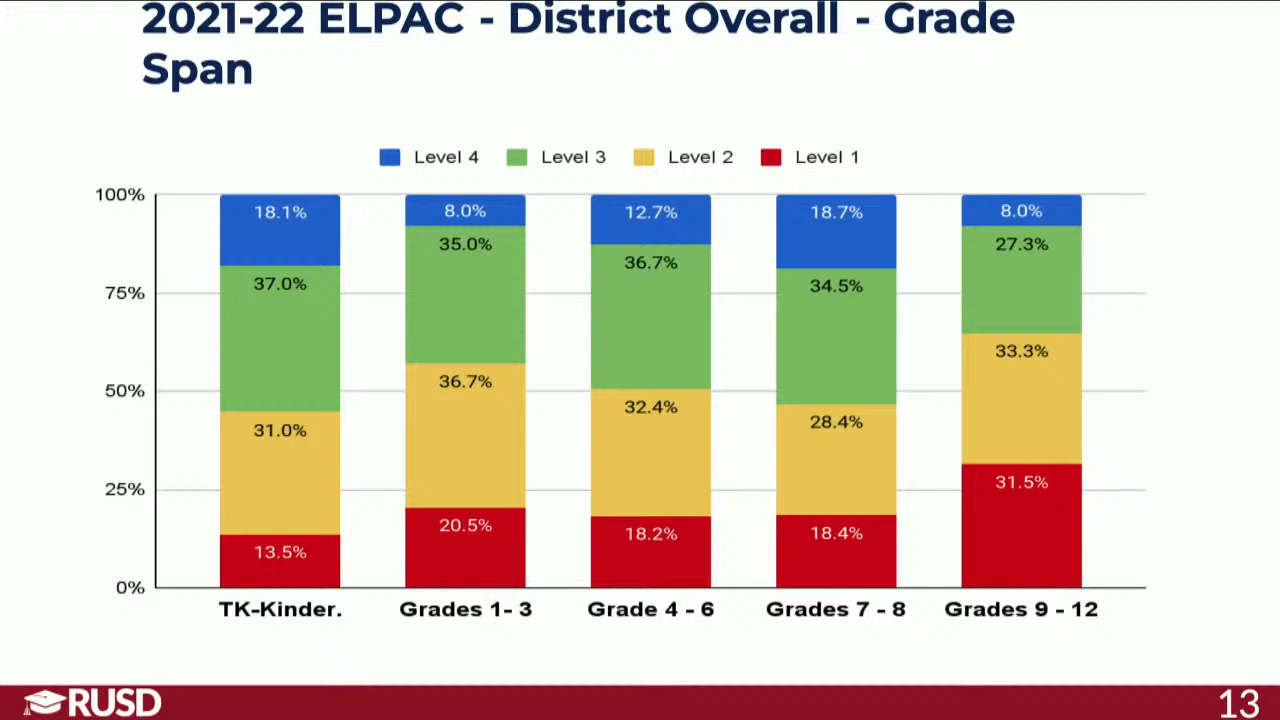 2021-22 ELPAC - District Overall - Grade
Span
Level 4 Level 3 Level 2 Level 1
100%
75%
50%
25%
0%
18.1% 8.0% 12.7% 18.7% 8.0%
37.0% 35.0% 36.7% 34.5% 27.3%
31.0% 36.7% 32.4% 28.4% 33.3%
13.5% 20.5% 18.2% 18.4% 31.5%
TK-Kinder. Grades 1- 3 Grade 4 - 6 Grades 7 - 8 Grades 9 - 12
RUSD
13